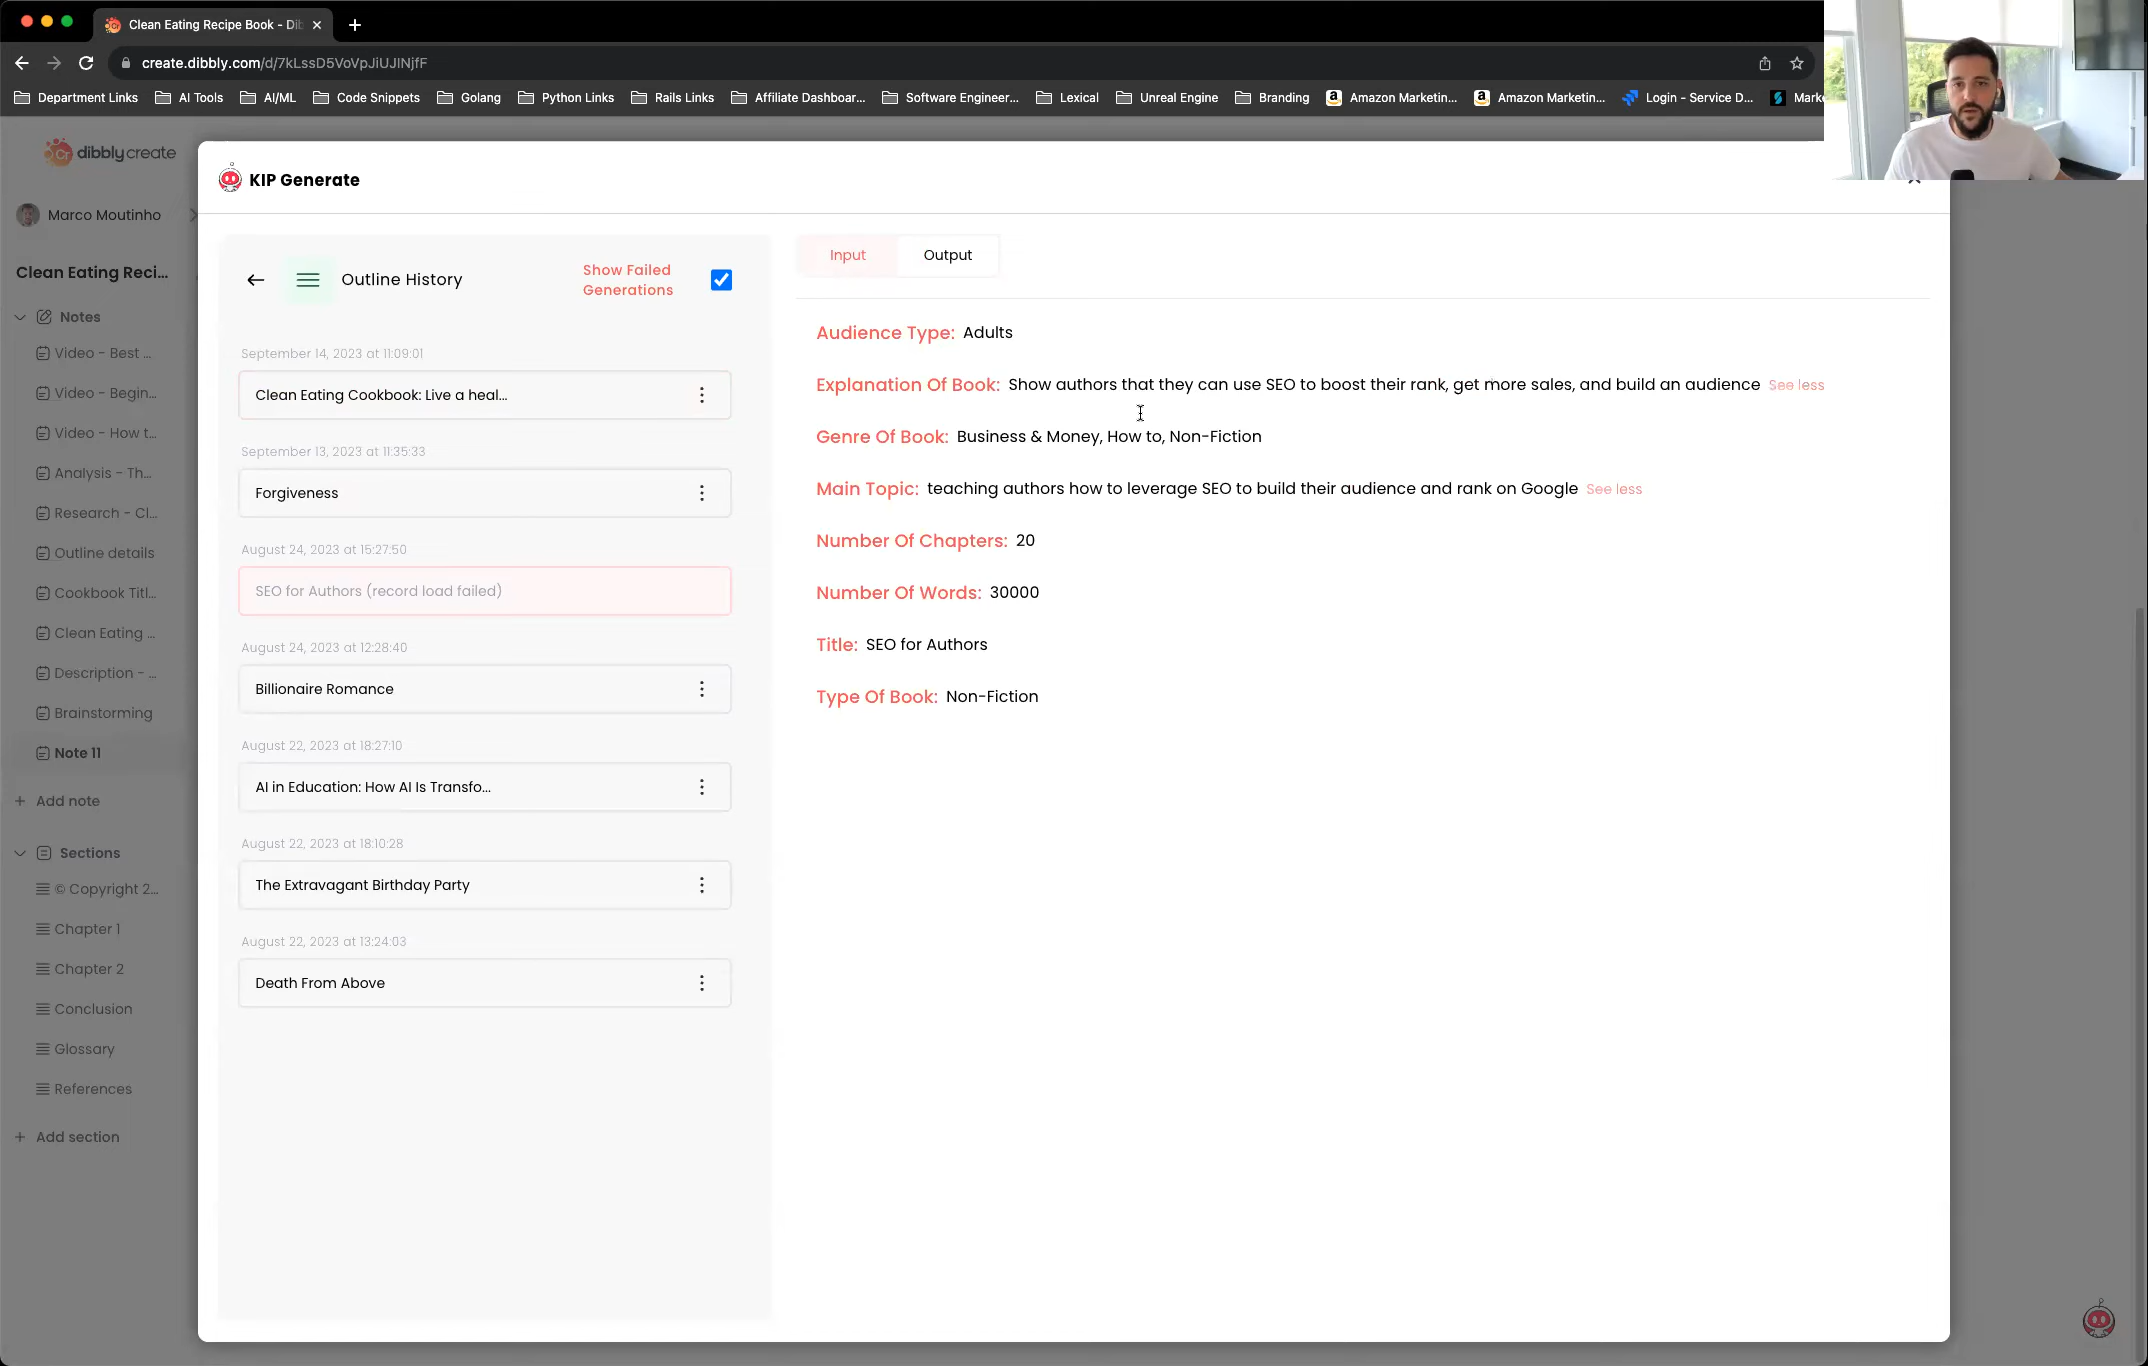 Clean Eating Recipe Book - Dib
create.dibbly.com/d/7kLssD5VoVpJiUJlNjfF
Department Links
AI Tools
AI/ML
Code Snippets
Golang
Python Links
Rails Links
Affiliate Dashboar...
Software Engineer...
Lexical
Unreal Engine
Branding
Amazon Marketin...
Amazon Marketin...
Login - Service D...
Marke
dibblycreate
Marco Moutinho
Clean Eating Reci...
Notes
Video - Best ...
Video - Begin...
Video - How t...
Analysis - Th...
Research - Cl...
Outline details
Cookbook Titl...
Clean Eating ...
Description - ...
Brainstorming
Note 11
+ Add note
Sections
© Copyright 2...
Chapter 1
Chapter 2
Conclusion
Glossary
References
+ Add section
KIP Generate
Outline History
Show Failed
Generations
September 14, 2023 at 11:09:01
Clean Eating Cookbook: Live a heal...
September 13, 2023 at 11:35:33
Forgiveness
August 24, 2023 at 15:27:50
SEO for Authors (record load failed)
August 24, 2023 at 12:28:40
Billionaire Romance
August 22, 2023 at 18:27:10
AI in Education: How AI Is Transfo...
August 22, 2023 at 18:10:28
The Extravagant Birthday Party
August 22, 2023 at 13:24:03
Death From Above
Input
Output
Audience Type: Adults
Explanation Of Book: Show authors that they can use SEO to boost their rank, get more sales, and build an audience See less
Genre Of Book: Business & Money, How to, Non-Fiction
Main Topic: teaching authors how to leverage SEO to build their audience and rank on Google See less
Number Of Chapters: 20
Number Of Words: 30000
Title: SEO for Authors
Type Of Book: Non-Fiction